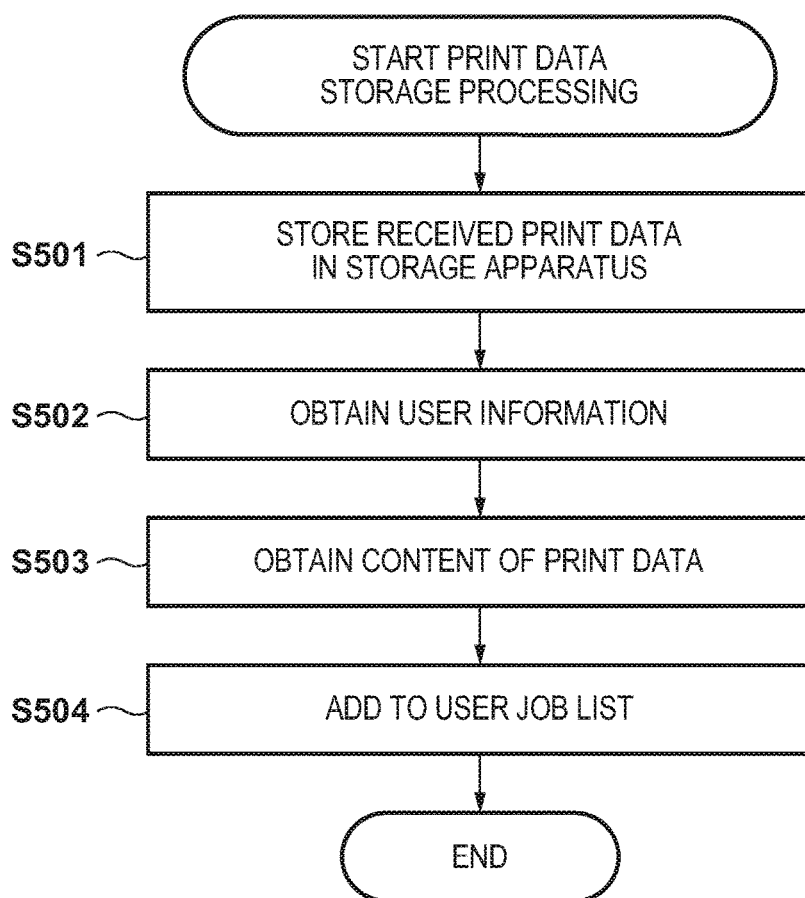 START PRINT DATA
STORAGE PROCESSING
S501
STORE RECEIVED PRINT DATA
IN STORAGE APPARATUS
S502
OBTAIN USER INFORMATION
S503
OBTAIN CONTENT OF PRINT DATA
S504
ADD TO USER JOB LIST
END